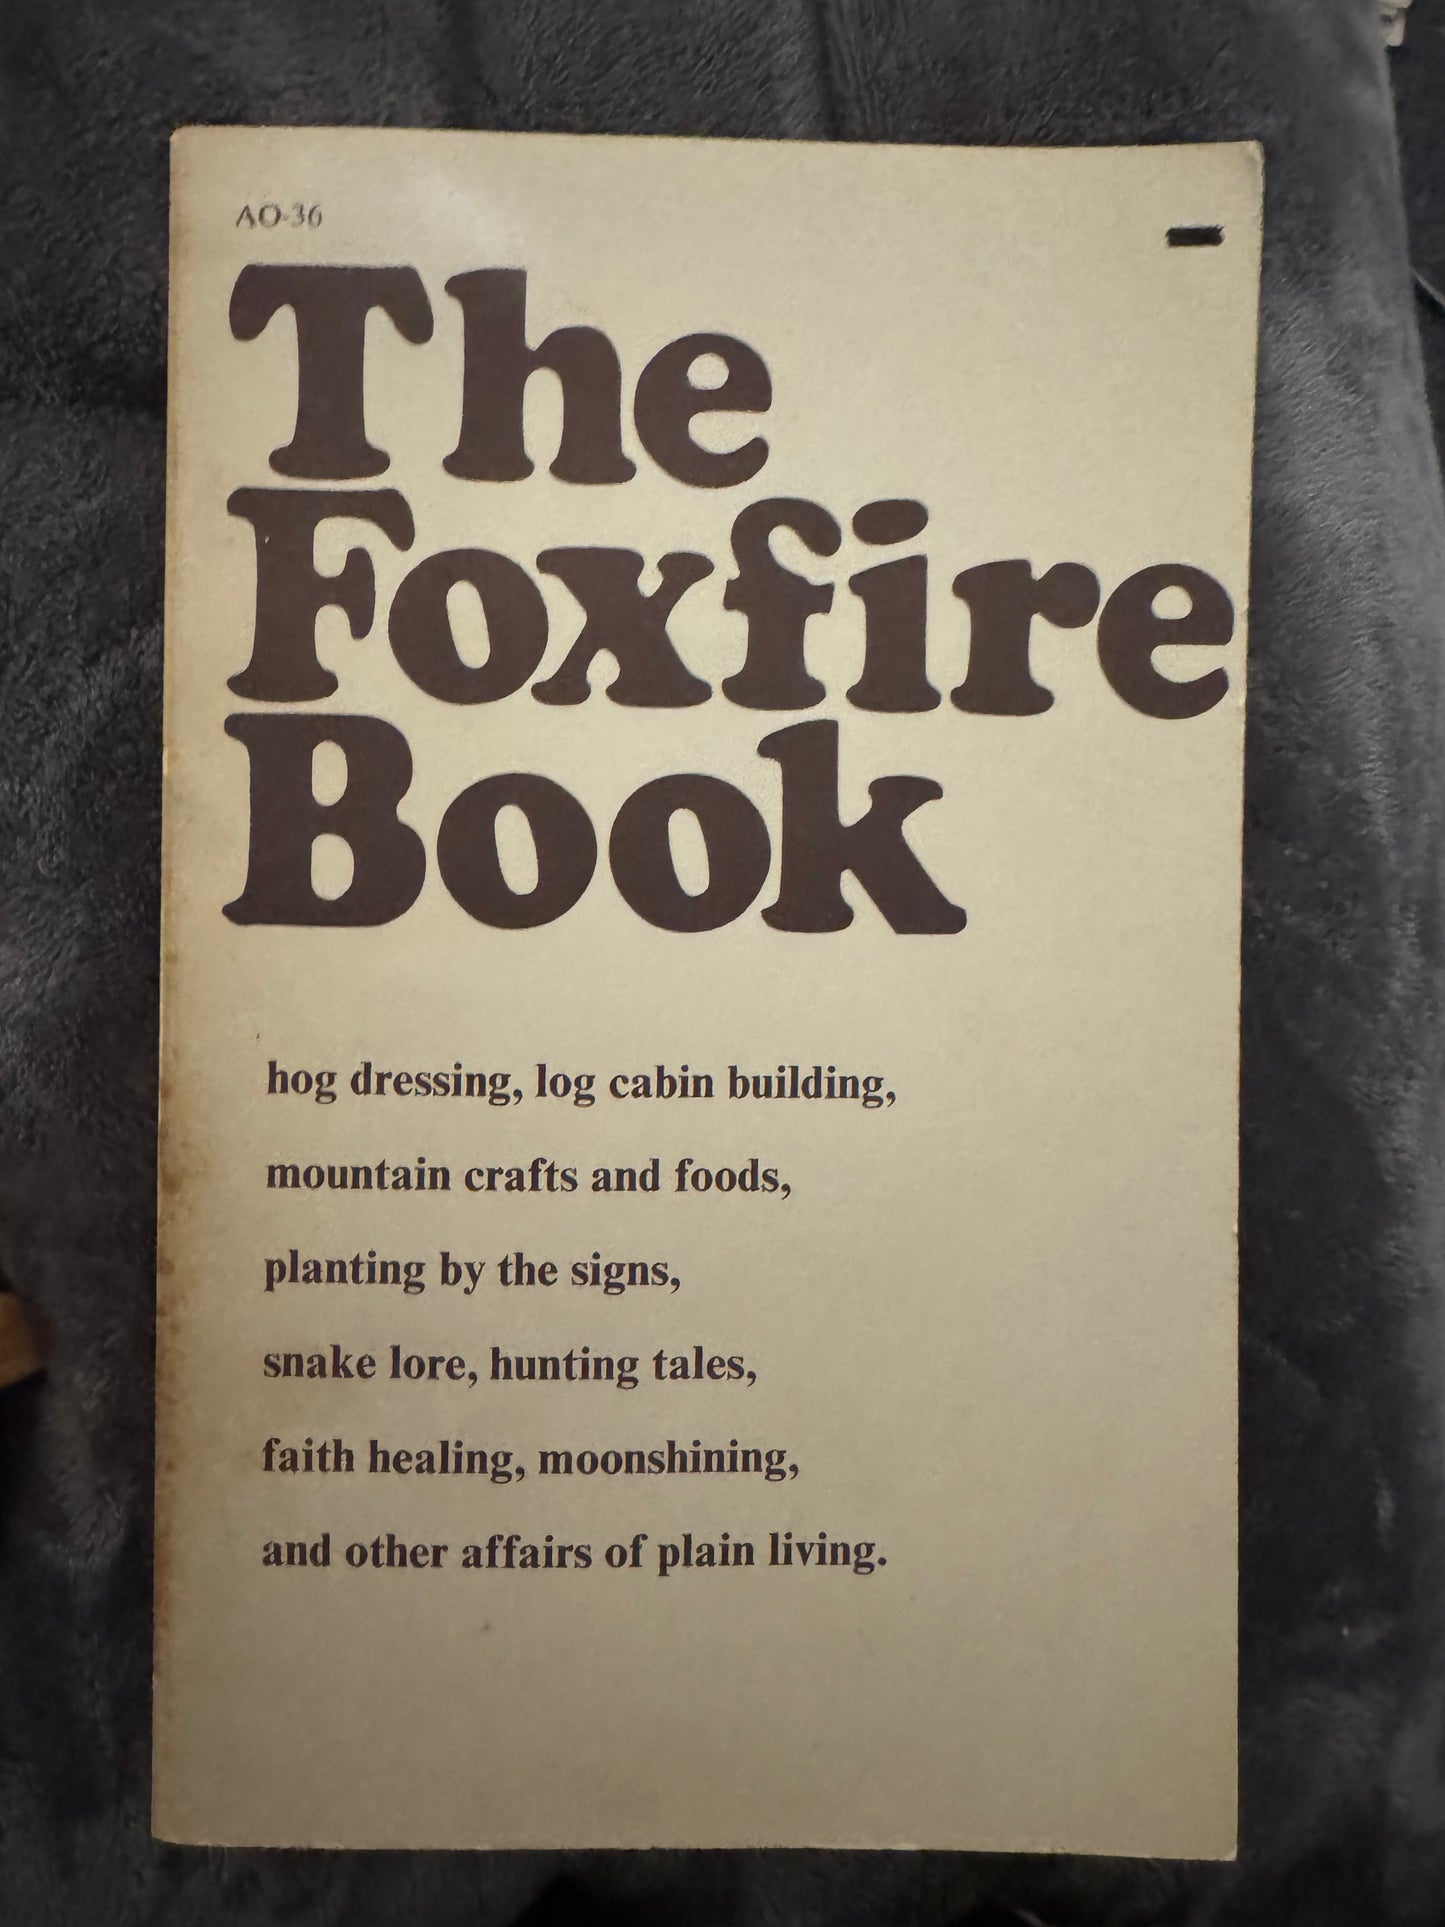 AO-36
The
Foxfire
Book
hog dressing, log cabin building,
mountain crafts and foods,
planting by the signs,
snake lore, hunting tales,
faith healing, moonshining,
and other affairs of plain living.